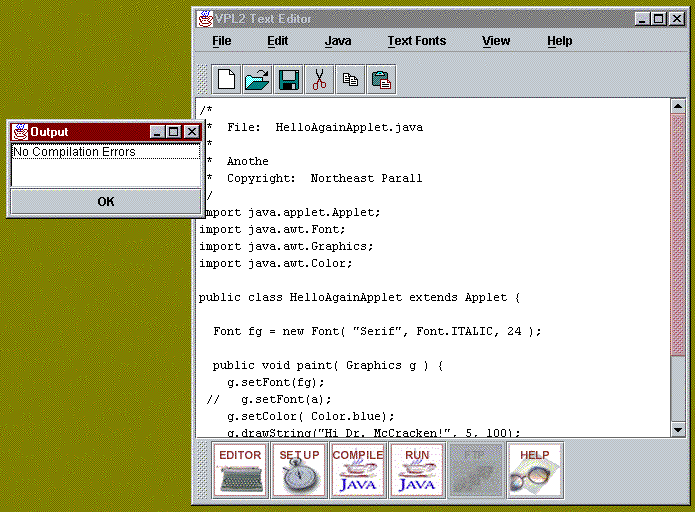 VPL2 Text Editor
File Edit Java Text Fonts View Help
/*
*  File:  HelloAgainApplet.java
*
*  Anothe
*  Copyright:  Northeast Parall
/
import java.applet.Applet;
import java.awt.Font;
import java.awt.Graphics;
import java.awt.Color;
public class HelloAgainApplet extends Applet {
Font fg = new Font( "Serif", Font.ITALIC, 24 );
public void paint( Graphics g ) {
g.setFont(fg);
//   g.setFont(a);
g.setColor( Color.blue);
g.drawString("Hi Dr. McCracken!", 5, 100);
Output
No Compilation Errors
OK
EDITOR SETUP COMPILE RUN FTP HELP
JAVA JAVA